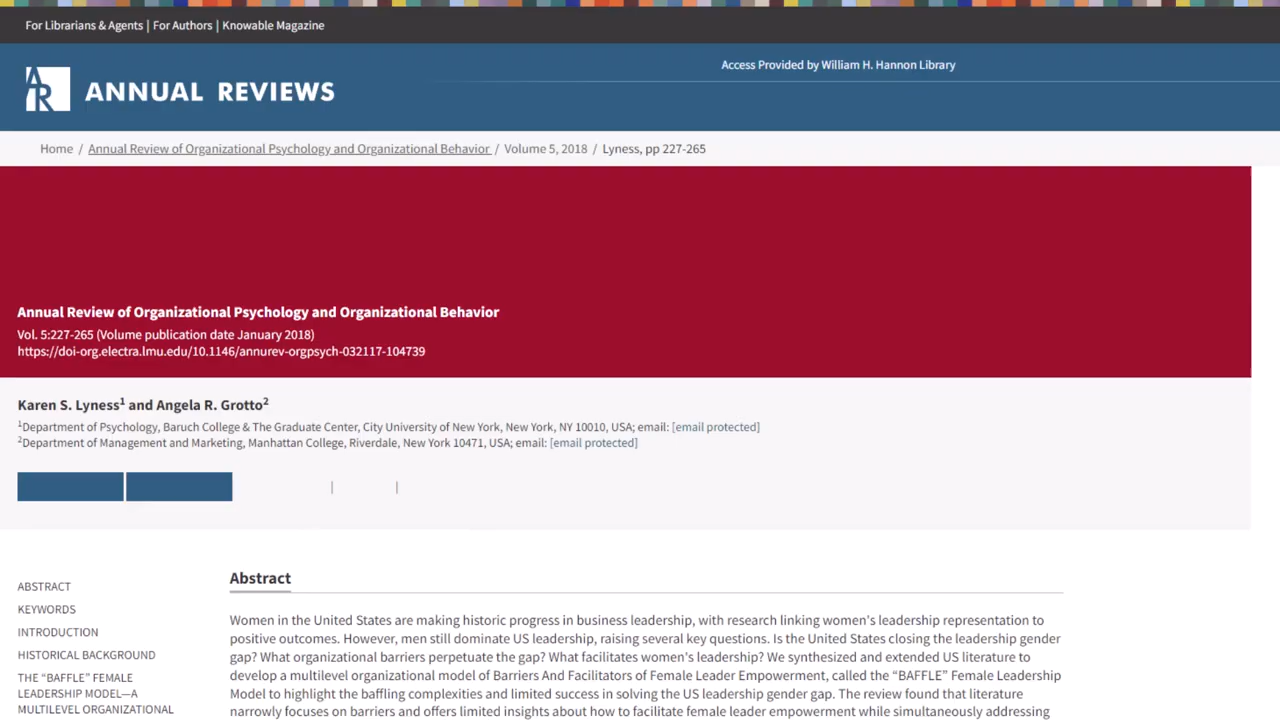 For Librarians & Agents | For Authors | Knowable Magazine
Access Provided by William H. Hannon Library
AR ANNUAL REVIEWS
Home / Annual Review of Organizational Psychology and Organizational Behavior / Volume 5, 2018 / Lyness, pp 227-265
Annual Review of Organizational Psychology and Organizational Behavior
Vol. 5:227-265 (Volume publication date January 2018)
https://doi-org.electra.lmu.edu/10.1146/annurev-orgpsych-032117-104739
Karen S. Lyness1 and Angela R. Grotto2
1Department of Psychology, Baruch College & The Graduate Center, City University of New York, New York, NY 10010, USA; email: [email protected]
2Department of Management and Marketing, Manhattan College, Riverdale, New York 10471, USA; email: [email protected]
ABSTRACT
KEYWORDS
INTRODUCTION
HISTORICAL BACKGROUND
THE “BAFFLE” FEMALE
LEADERSHIP MODEL—A
MULTILEVEL ORGANIZATIONAL
Abstract
Women in the United States are making historic progress in business leadership, with research linking women's leadership representation to
positive outcomes. However, men still dominate US leadership, raising several key questions. Is the United States closing the leadership gender
gap? What organizational barriers perpetuate the gap? What facilitates women's leadership? We synthesized and extended US literature to
develop a multilevel organizational model of Barriers And Facilitators of Female Leader Empowerment, called the “BAFFLE” Female Leadership
Model to highlight the baffling complexities and limited success in solving the US leadership gender gap. The review found that literature
narrowly focuses on barriers and offers limited insights about how to facilitate female leader empowerment while simultaneously addressing